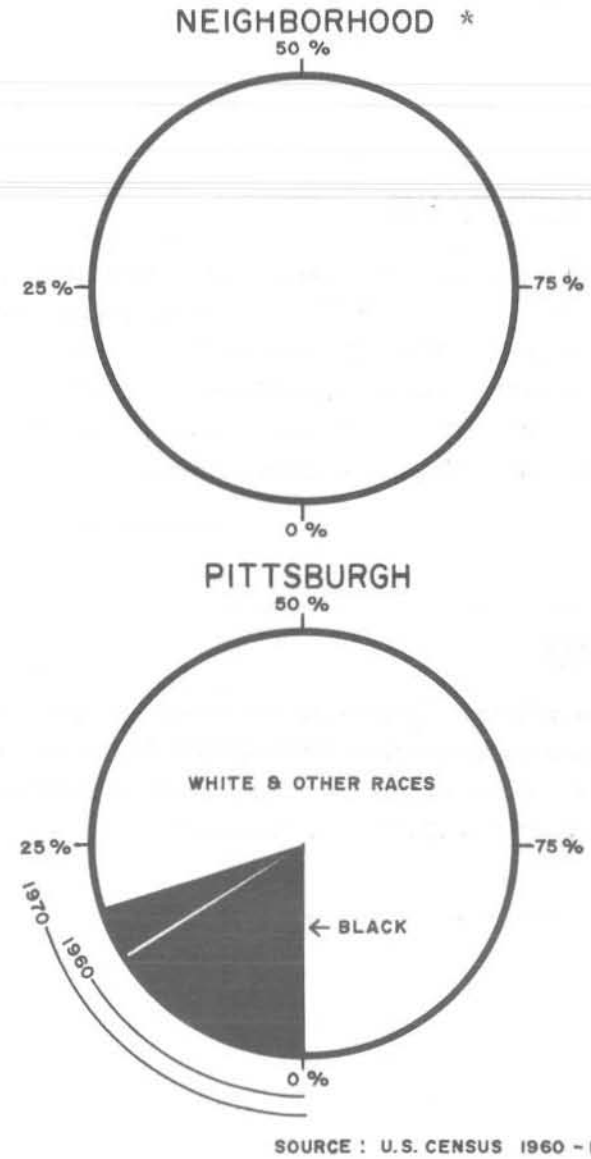 NEIGHBORHOOD *
50 %
25 %
75 %
0 %
PITTSBURGH
50 %
WHITE & OTHER RACES
25 %
75 %
1970
1960
← BLACK
0 %
SOURCE : U.S. CENSUS 1960 -